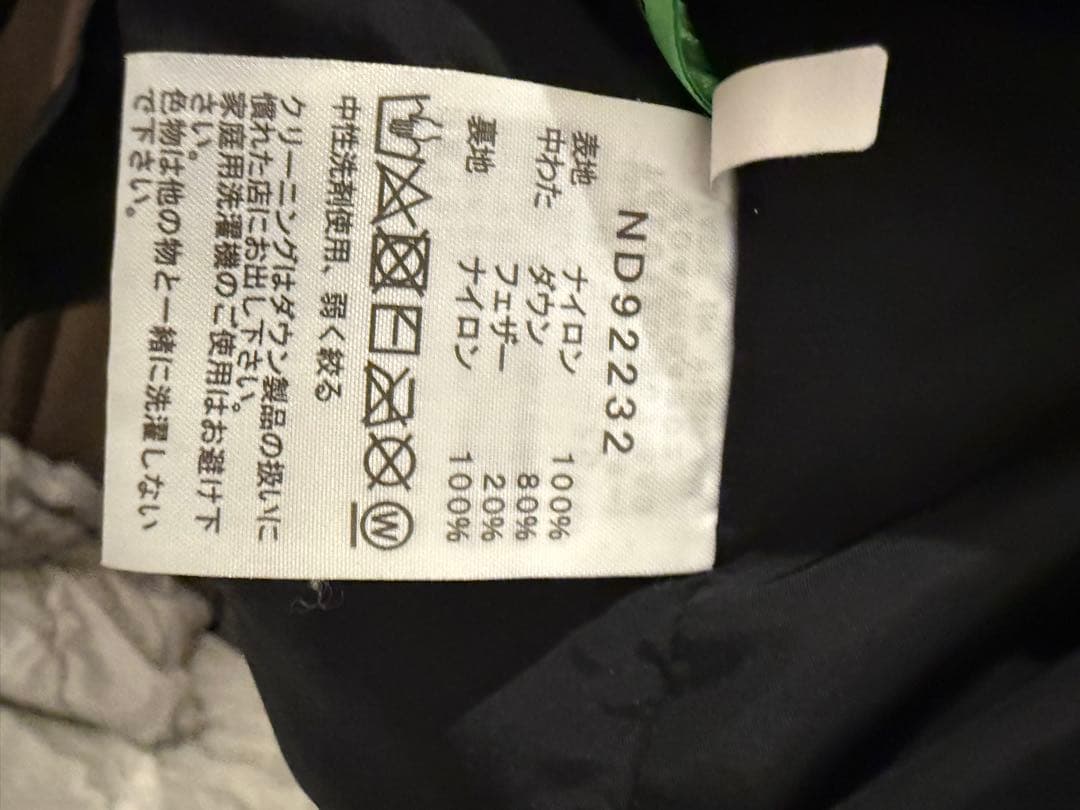 ND92232
表地 ナイロン 100%
中わた ダウン 80%
フェザー 20%
裏地 ナイロン 100%
W
中性洗剤使用、弱く絞る
クリーニングはダウン製品の扱いに
慣れた店にお出し下さい。
家庭用洗濯機のご使用はお避け下
さい。
色物は他の物と一緒に洗濯しない
で下さい。